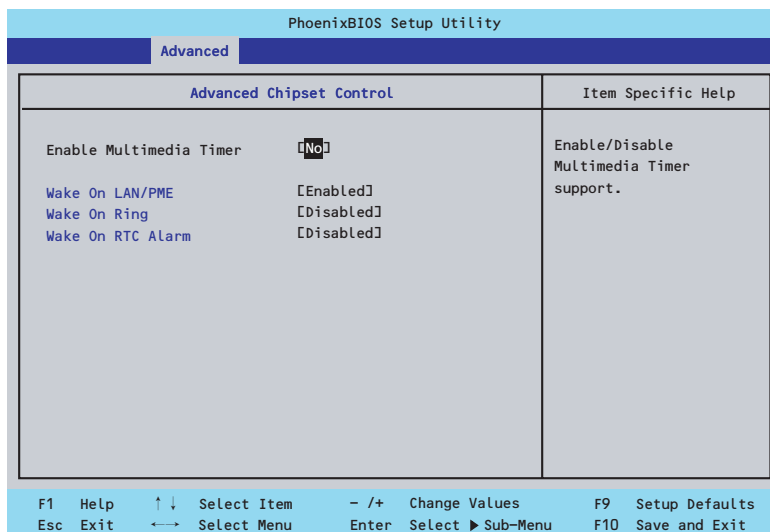 PhoenixBIOS Setup Utility
Advanced
Advanced Chipset Control
Item Specific Help
Enable Multimedia Timer [No]
Wake On LAN/PME [Enabled]
Wake On Ring [Disabled]
Wake On RTC Alarm [Disabled]
Enable/Disable
Multimedia Timer
support.
F1 Help ↑↓ Select Item - /+ Change Values F9 Setup Defaults
Esc Exit ←→ Select Menu Enter Select ▶ Sub-Menu F10 Save and Exit